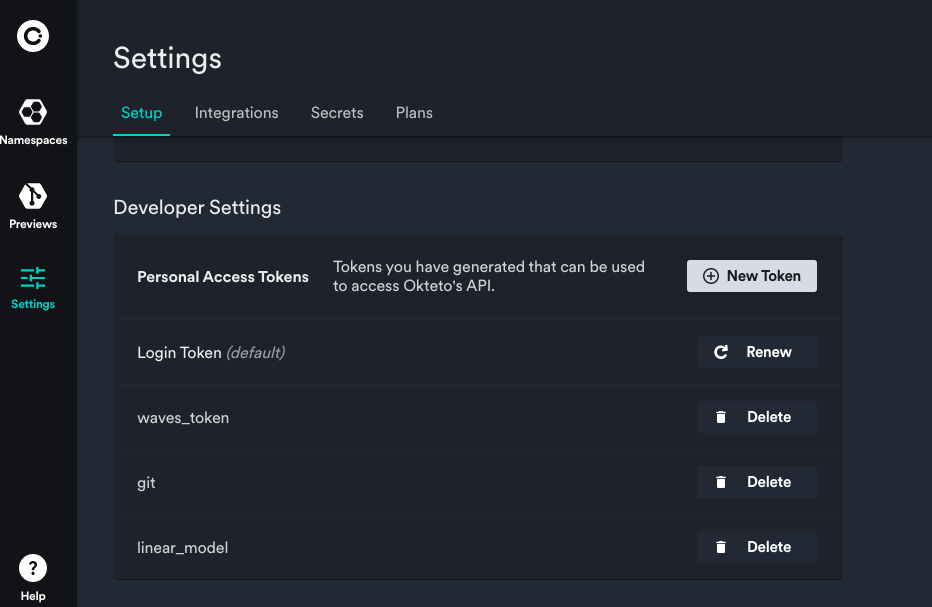 Settings
Setup Integrations Secrets Plans
Namespaces
Previews
Settings
Help
Developer Settings
Personal Access Tokens
Tokens you have generated that can be used
to access Okteto's API.
New Token
Login Token (default)
Renew
waves_token
Delete
git
Delete
linear_model
Delete